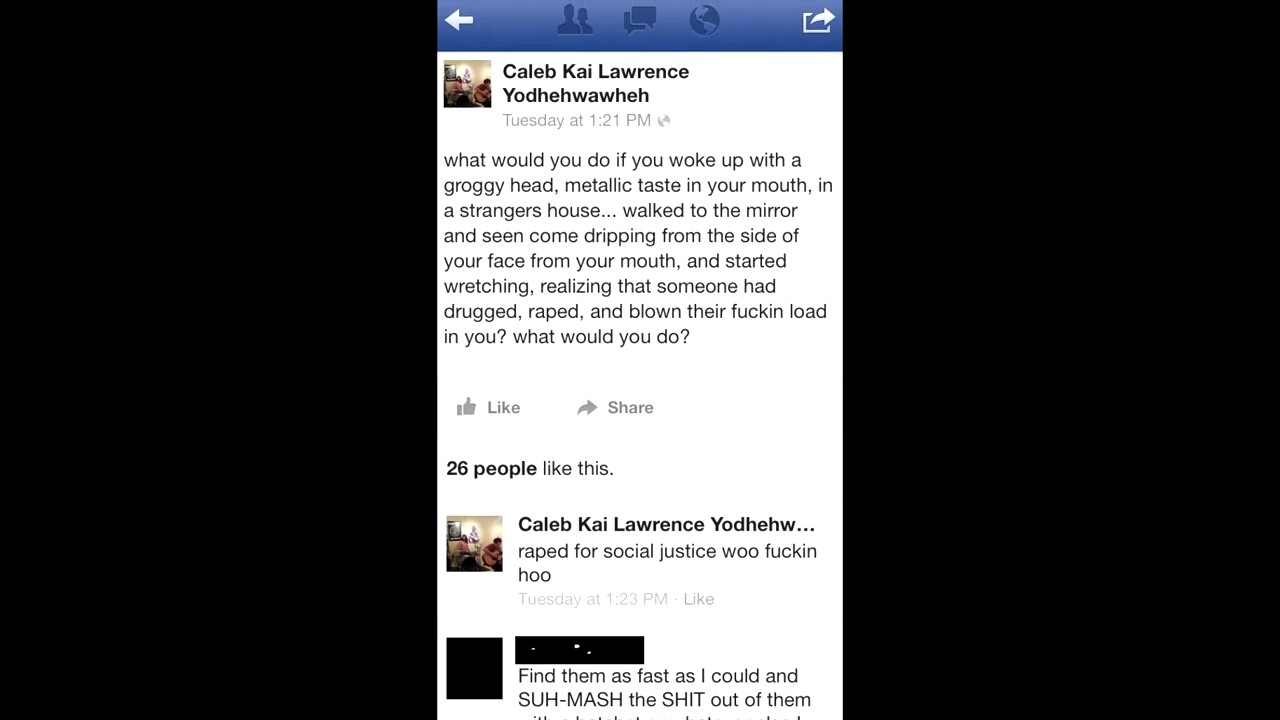 Caleb Kai Lawrence
Yodhehwawheh
Tuesday at 1:21 PM
what would you do if you woke up with a
groggy head, metallic taste in your mouth, in
a strangers house... walked to the mirror
and seen come dripping from the side of
your face from your mouth, and started
wretching, realizing that someone had
drugged, raped, and blown their fuckin load
in you? what would you do?
Like
Share
26 people like this.
Caleb Kai Lawrence Yodhehw...
raped for social justice woo fuckin
hoo
Tuesday at 1:23 PM · Like
Find them as fast as I could and
SUH-MASH the SHIT out of them